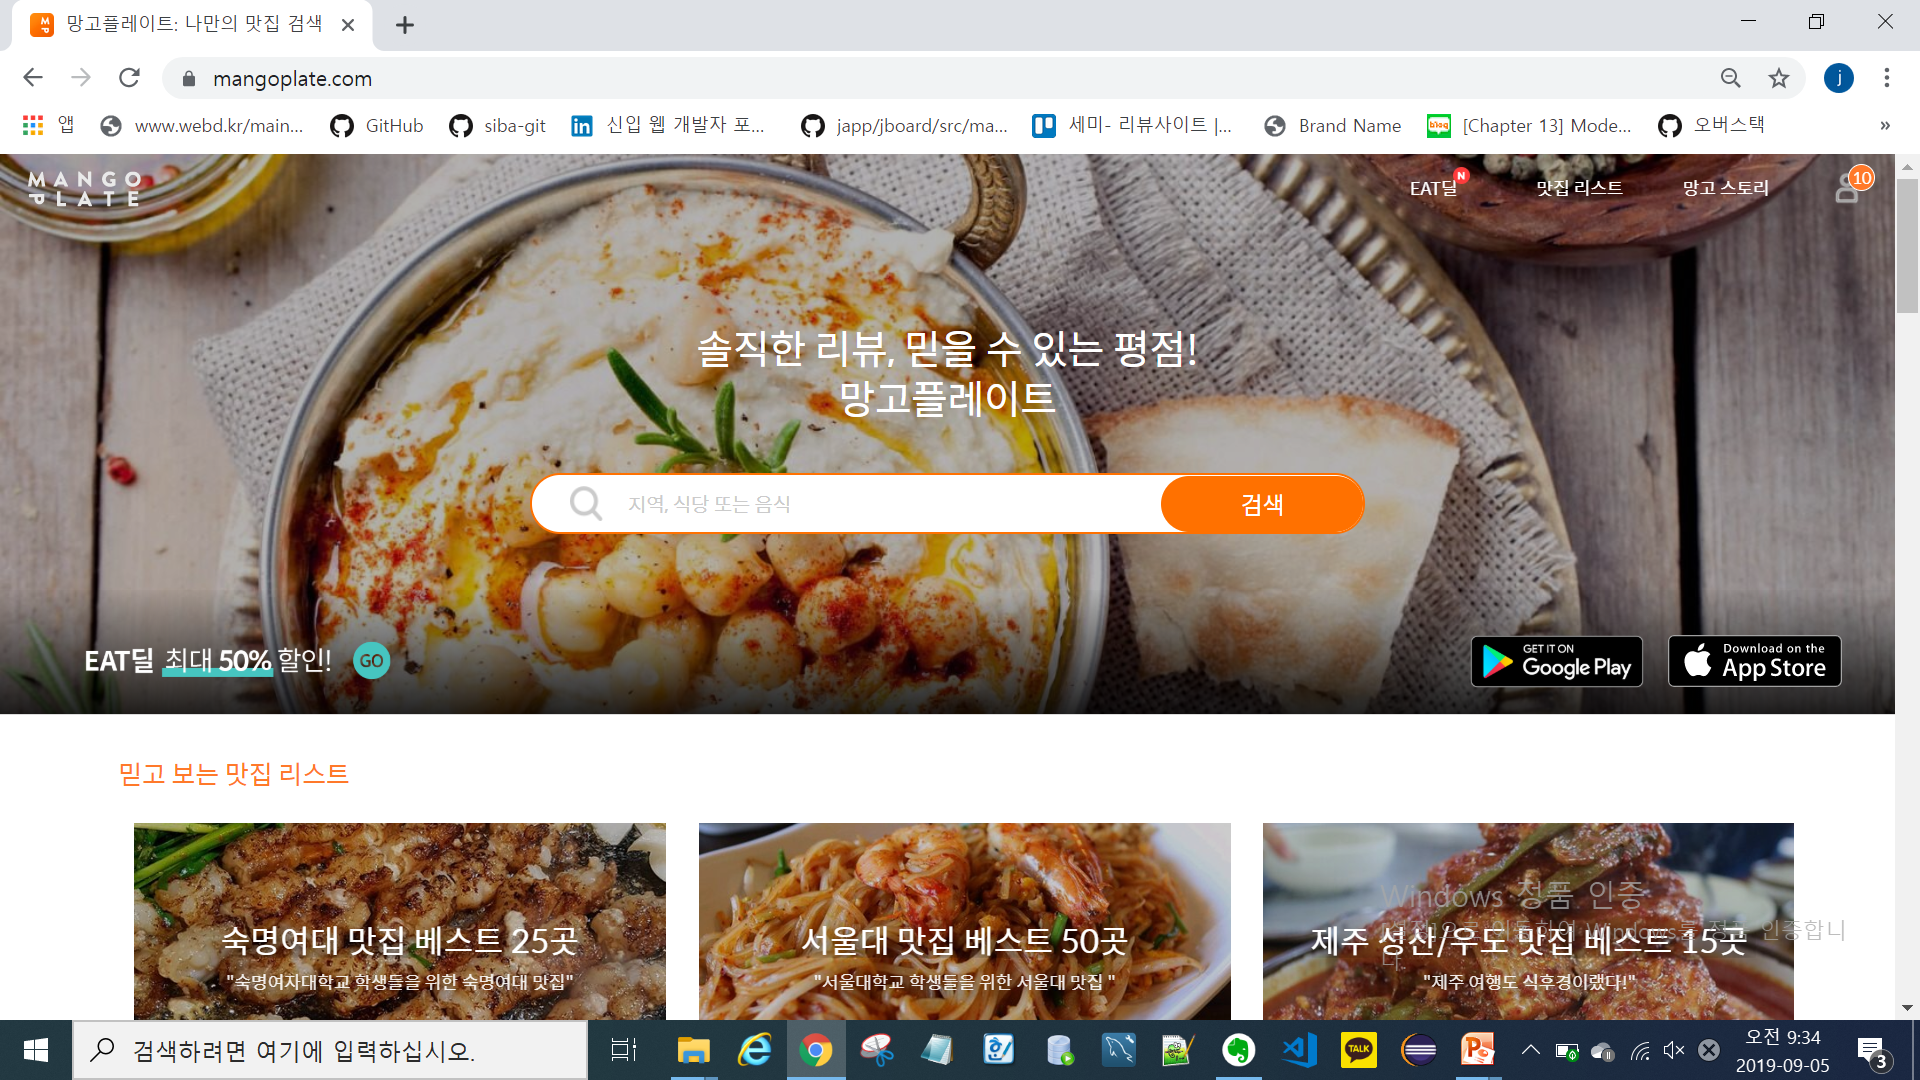 망고플레이트: 나만의 맛집 검색
mangoplate.com
j
앱
www.webd.kr/main...
GitHub
siba-git
신입 웹 개발자 포...
japp/jboard/src/ma...
세미- 리뷰사이트 |...
Brand Name
[Chapter 13] Mode...
오버스택
»
MANGO
PLATE
EAT딜
N
맛집 리스트
망고 스토리
10
솔직한 리뷰, 믿을 수 있는 평점!
망고플레이트
지역, 식당 또는 음식
검색
EAT딜 최대 50% 할인!
GO
GET IT ON
Google Play
Download on the
App Store
믿고 보는 맛집 리스트
숙명여대 맛집 베스트 25곳
"숙명여자대학교 학생들을 위한 숙명여대 맛집"
서울대 맛집 베스트 50곳
"서울대학교 학생들을 위한 서울대 맛집 "
제주 성산/우도 맛집 베스트 15곳
"제주 여행도 식후경이랬다!"
Windows 정품 인증
Windows를 정품 인증합니
다.
검색하려면 여기에 입력하십시오.
TALK
오전 9:34
2019-09-05
3